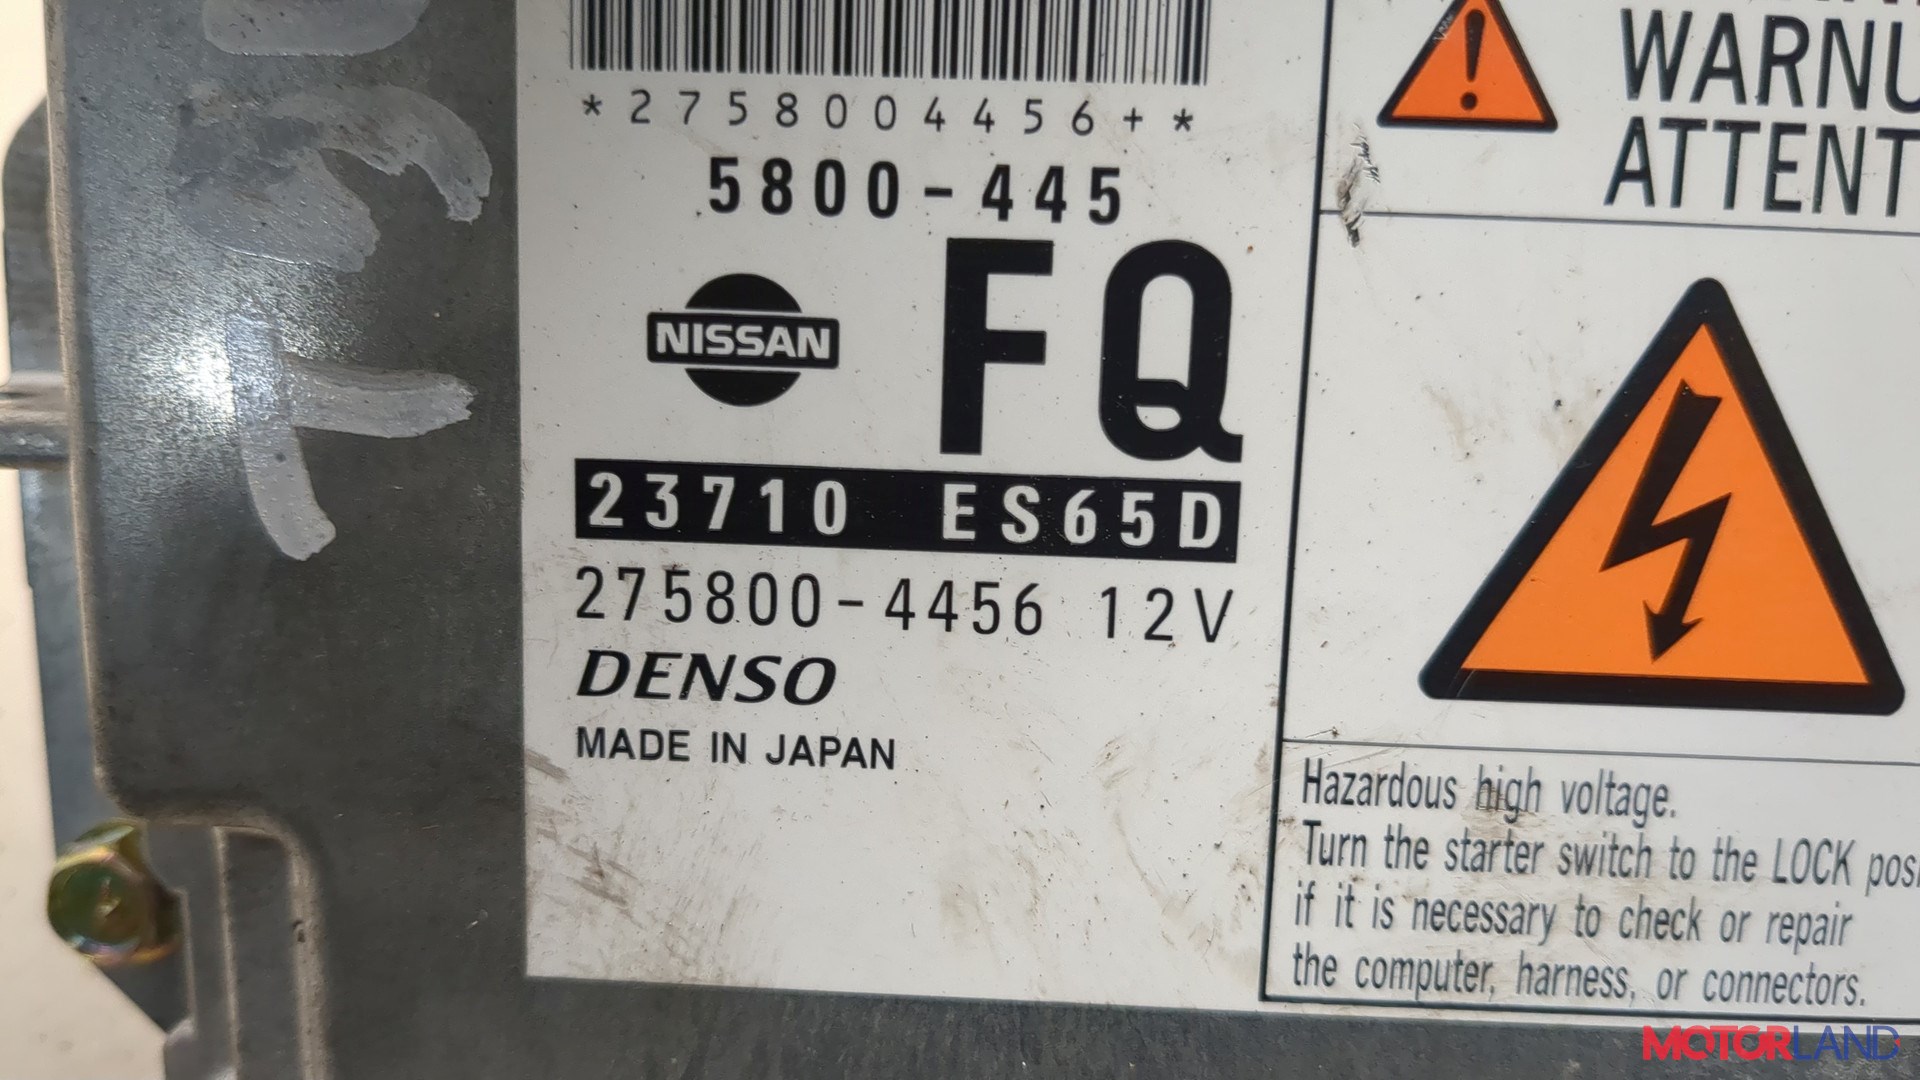 *2758004456+*
5800-445
NISSAN
FQ
23710 ES65D
275800-4456 12V
DENSO
MADE IN JAPAN
WARNU
ATTENT
Hazardous high voltage.
Turn the starter switch to the LOCK pos
if it is necessary to check or repair
the computer, harness, or connectors.
MOTORLAND